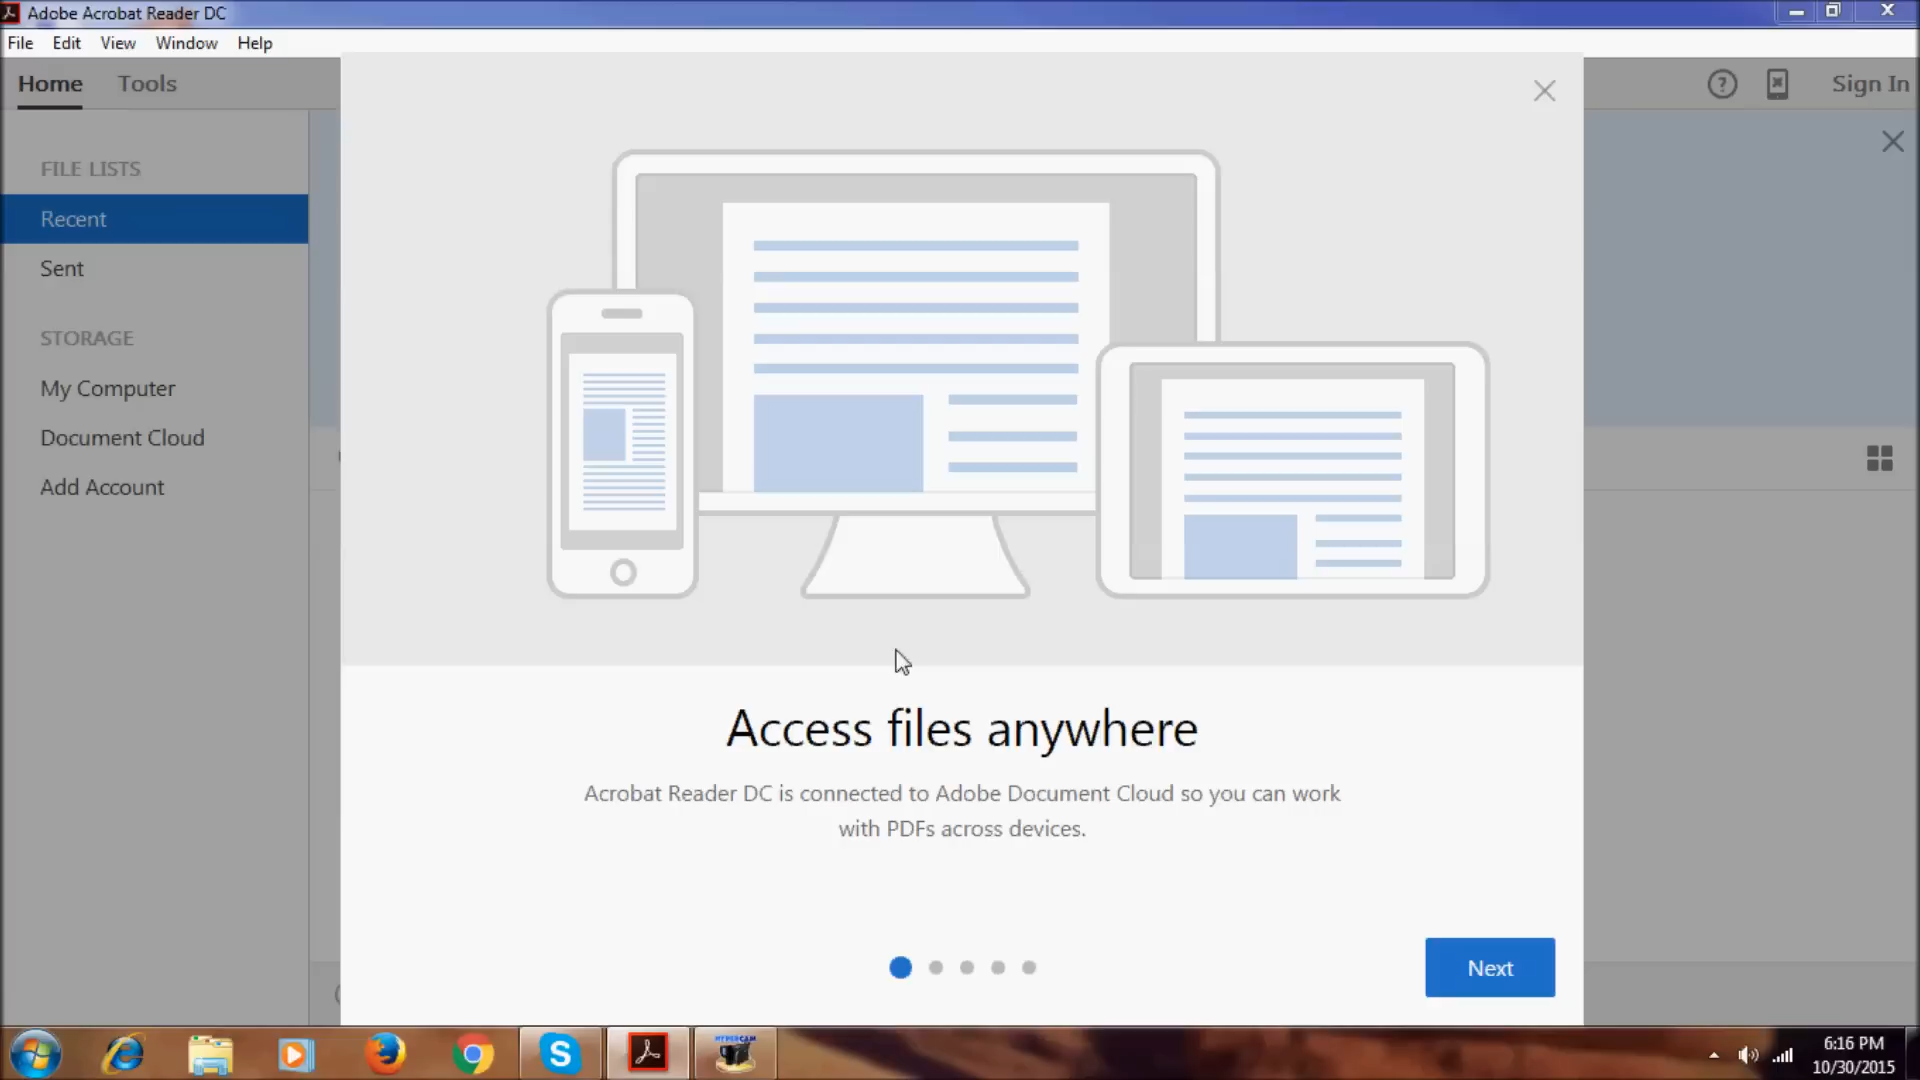 Adobe Acrobat Reader DC
File Edit View Window Help
Home Tools
Sign In
FILE LISTS
Recent
Sent
STORAGE
My Computer
Document Cloud
Add Account
Access files anywhere
Acrobat Reader DC is connected to Adobe Document Cloud so you can work
with PDFs across devices.
Next
HYPERCAM
6:16 PM
10/30/2015